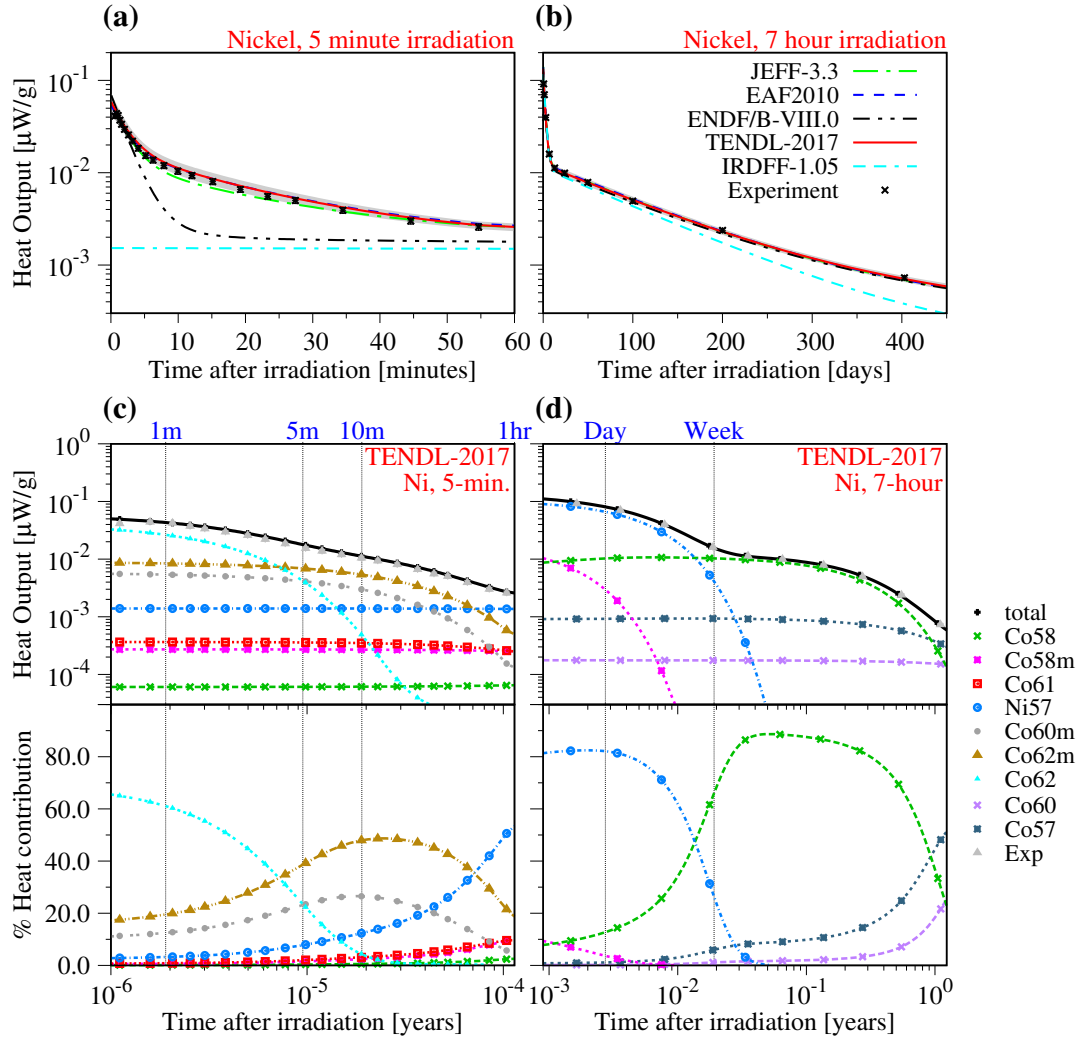 (a)
Nickel, 5 minute irradiation
Heat Output [µW/g]
10^-1
10^-2
10^-3
0 10 20 30 40 50 60
Time after irradiation [minutes]
(b)
Nickel, 7 hour irradiation
JEFF-3.3
EAF2010
ENDF/B-VIII.0
TENDL-2017
IRDFF-1.05
Experiment
0 100 200 300 400
Time after irradiation [days]
(c)
1m 5m 10m 1hr
TENDL-2017
Ni, 5-min.
Heat Output [µW/g]
10^0
10^-1
10^-2
10^-3
10^-4
% Heat contribution
80.0
60.0
40.0
20.0
0.0
10^-6 10^-5 10^-4
Time after irradiation [years]
(d)
Day Week
TENDL-2017
Ni, 7-hour
10^-3 10^-2 10^-1 10^0
Time after irradiation [years]
total
Co58
Co58m
Co61
Ni57
Co60m
Co62m
Co62
Co60
Co57
Exp